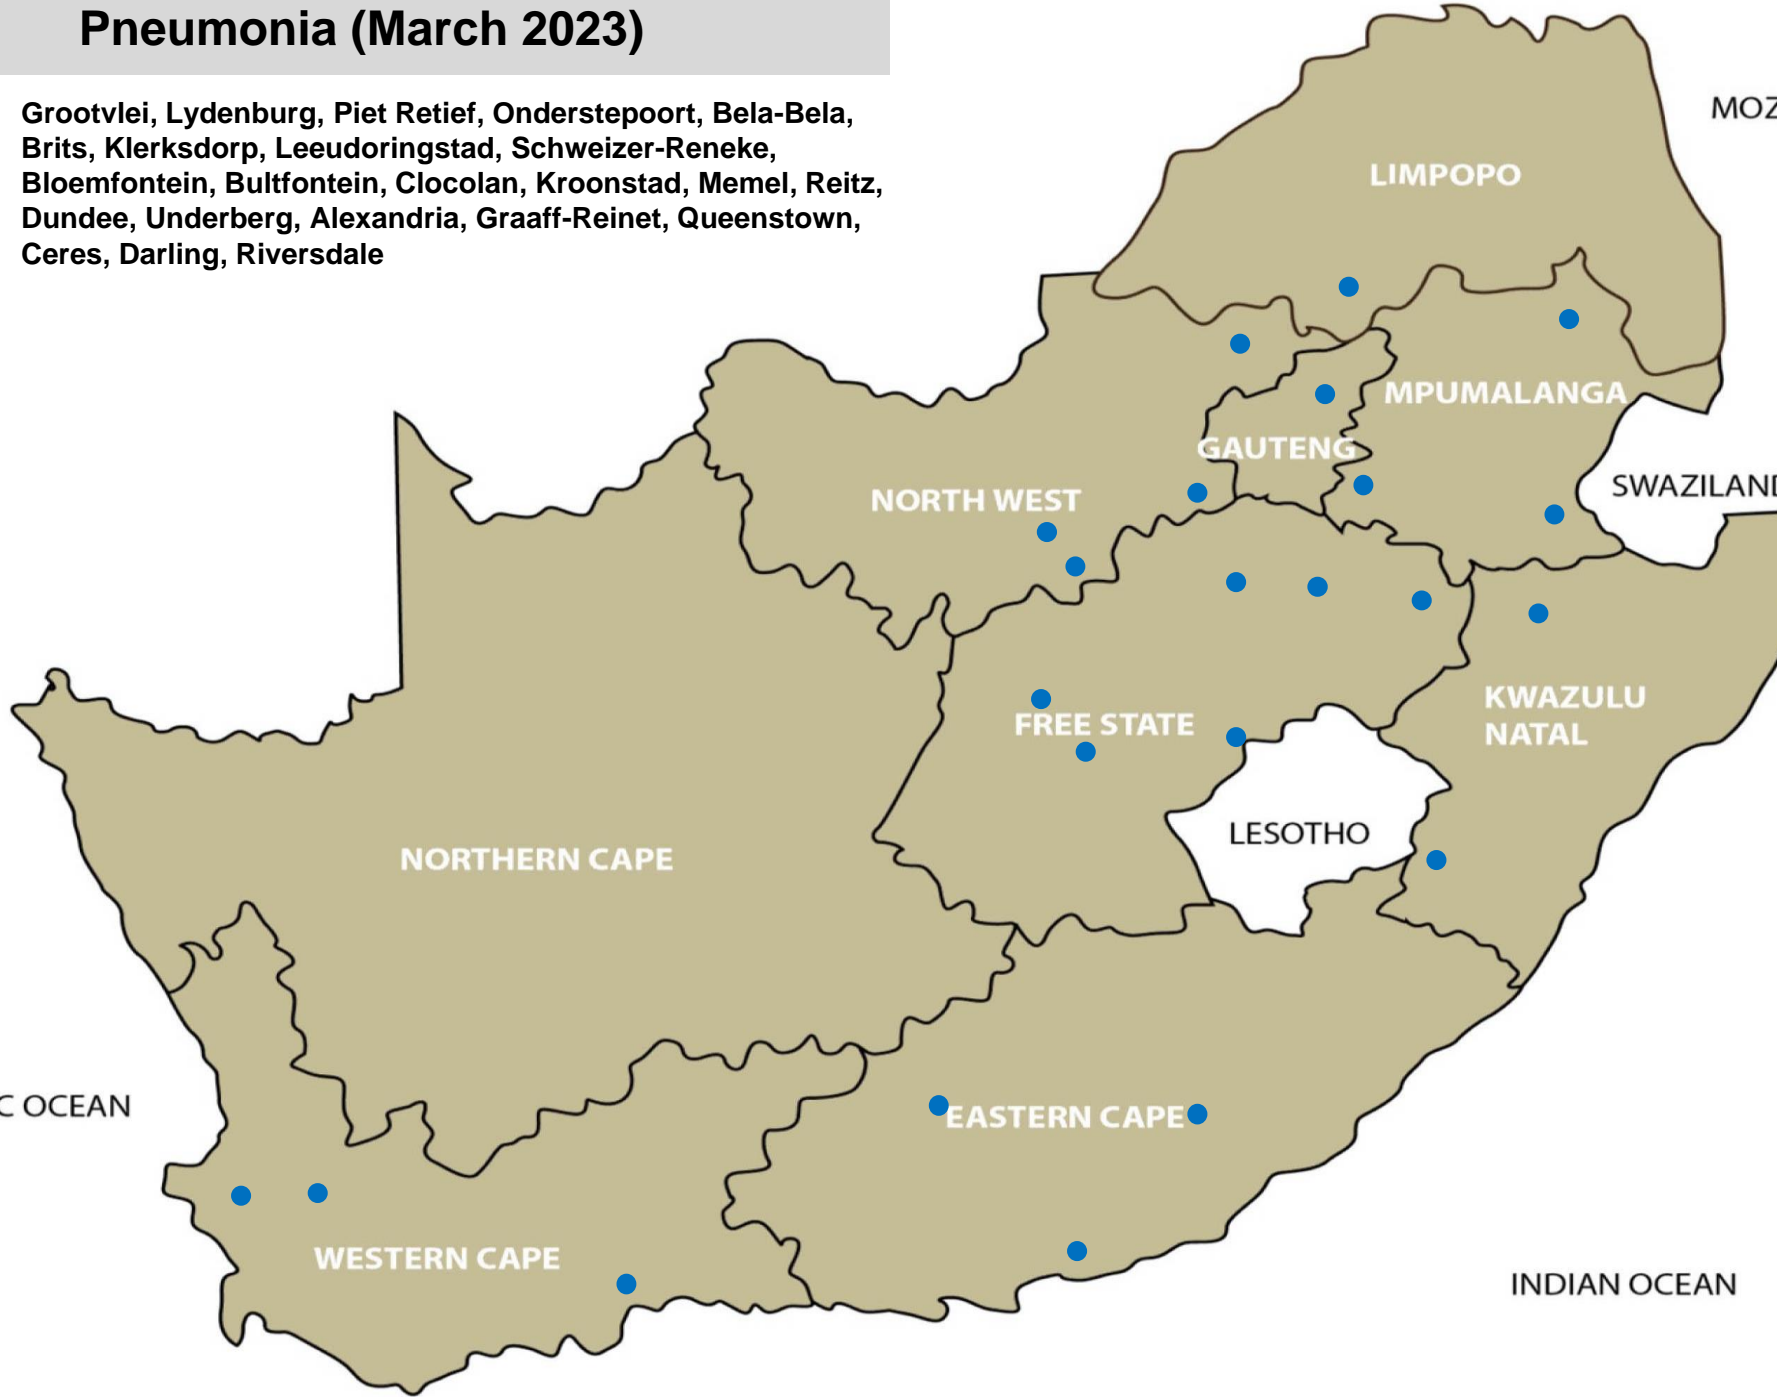 Pneumonia (March 2023)
Grootvlei, Lydenburg, Piet Retief, Onderstepoort, Bela-Bela,
Brits, Klerksdorp, Leeudoringstad, Schweizer-Reneke,
Bloemfontein, Bultfontein, Clocolan, Kroonstad, Memel, Reitz,
Dundee, Underberg, Alexandria, Graaff-Reinet, Queenstown,
Ceres, Darling, Riversdale
MOZ
LIMPOPO
MPUMALANGA
GAUTENG
SWAZILAND
NORTH WEST
KWAZULU
NATAL
FREE STATE
LESOTHO
NORTHERN CAPE
C OCEAN
EASTERN CAPE
WESTERN CAPE
INDIAN OCEAN